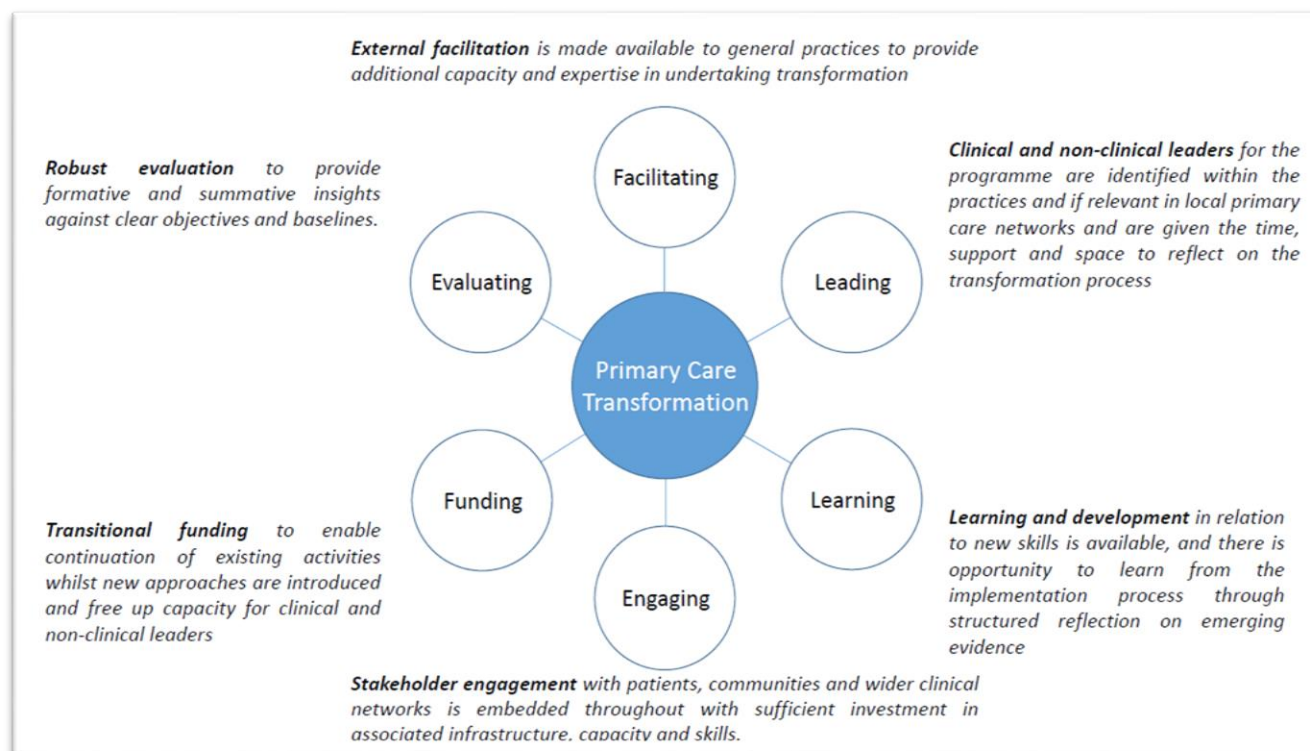 External facilitation is made available to general practices to provide
additional capacity and expertise in undertaking transformation
Facilitating
Robust evaluation to provide
formative and summative insights
against clear objectives and baselines.
Clinical and non-clinical leaders for the
programme are identified within the
practices and if relevant in local primary
care networks and are given the time,
support and space to reflect on the
transformation process
Evaluating
Leading
Primary Care
Transformation
Funding
Learning
Transitional funding to enable
continuation of existing activities
whilst new approaches are introduced
and free up capacity for clinical and
non-clinical leaders
Learning and development in relation
to new skills is available, and there is
opportunity to learn from the
implementation process through
structured reflection on emerging
evidence
Engaging
Stakeholder engagement with patients, communities and wider clinical
networks is embedded throughout with sufficient investment in
associated infrastructure, capacity and skills.